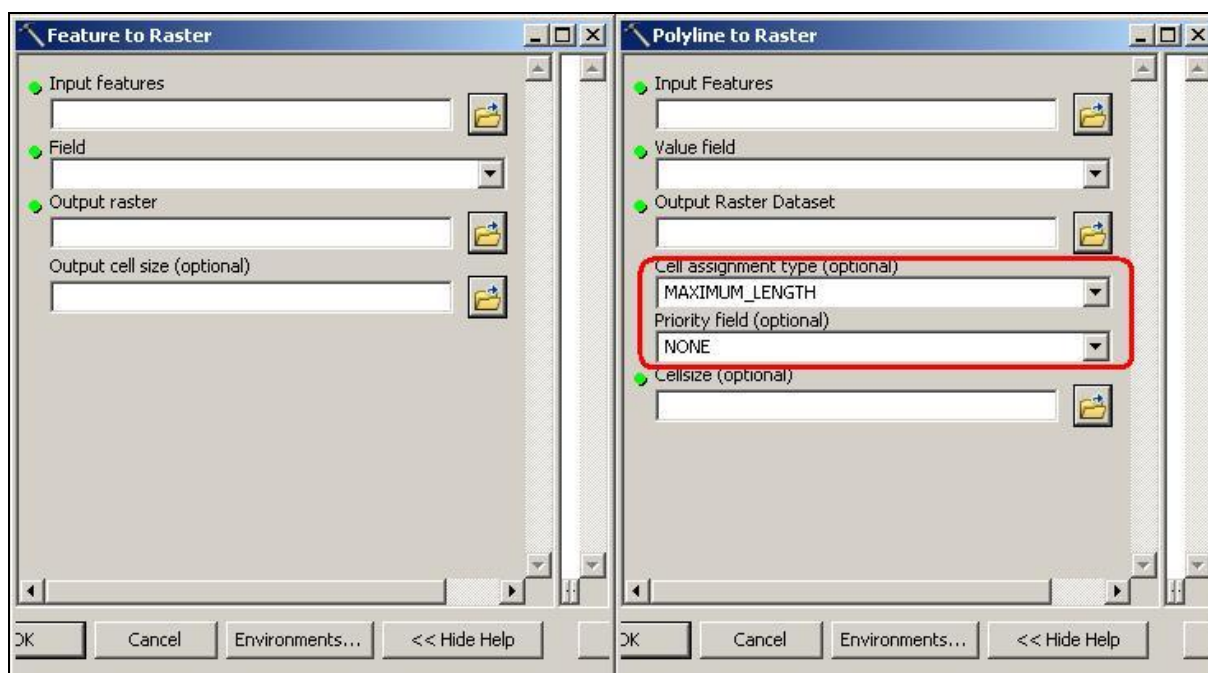 Feature to Raster
Input features
Field
Output raster
Output cell size (optional)
OK
Cancel
Environments...
<< Hide Help
Polyline to Raster
Input Features
Value field
Output Raster Dataset
Cell assignment type (optional)
MAXIMUM_LENGTH
Priority field (optional)
NONE
Cellsize (optional)
OK
Cancel
Environments...
<< Hide Help